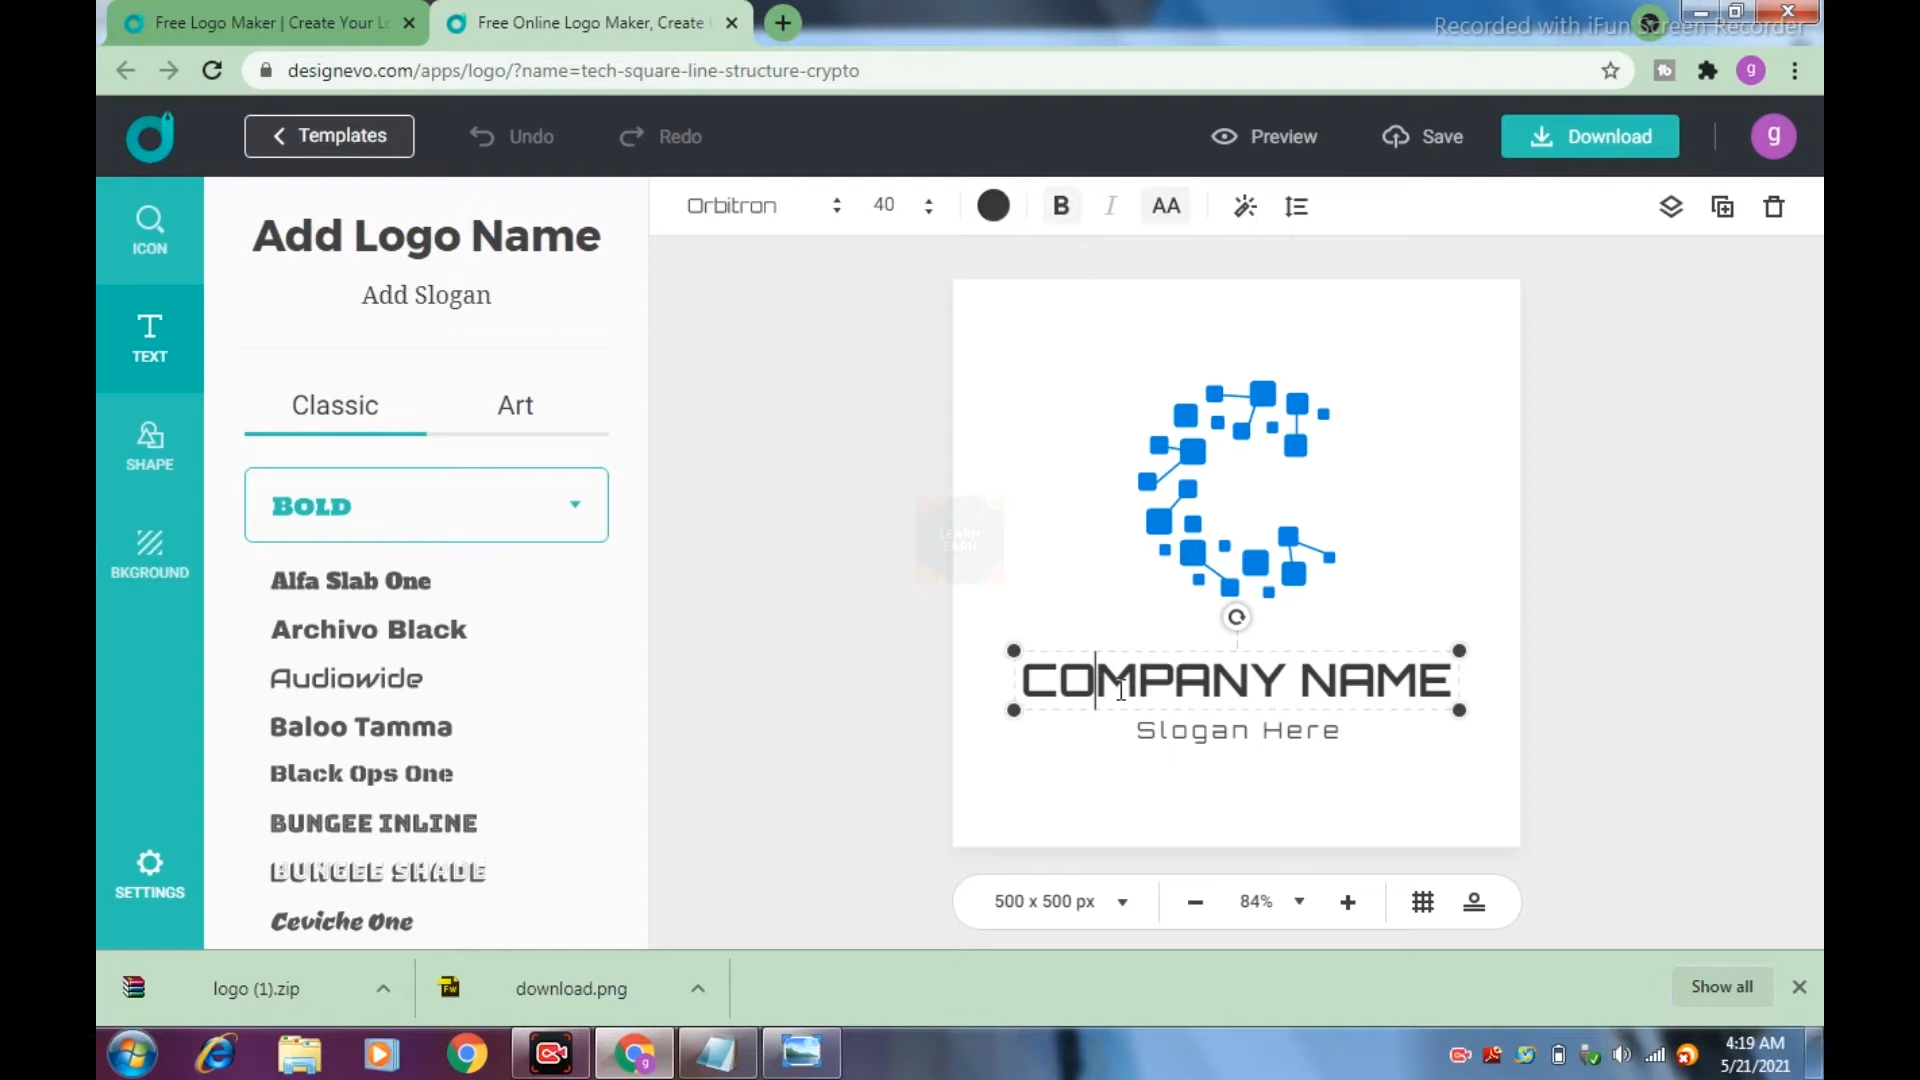 Free Logo Maker | Create Your Lo
Free Online Logo Maker, Create
Recorded with iFun Screen Recorder
designevo.com/apps/logo/?name=tech-square-line-structure-crypto
g
Templates
Undo
Redo
Preview
Save
Download
g
ICON
TEXT
SHAPE
BKGROUND
SETTINGS
Add Logo Name
Add Slogan
Classic
Art
BOLD
Alfa Slab One
Archivo Black
Audiowide
Baloo Tamma
Black Ops One
BUNGEE INLINE
BUNGEE SHADE
Ceviche One
Orbitron
40
B
I
AA
LEARN
EARN
COMPANY NAME
Slogan Here
500 x 500 px
84%
logo (1).zip
download.png
Show all
4:19 AM
5/21/2021